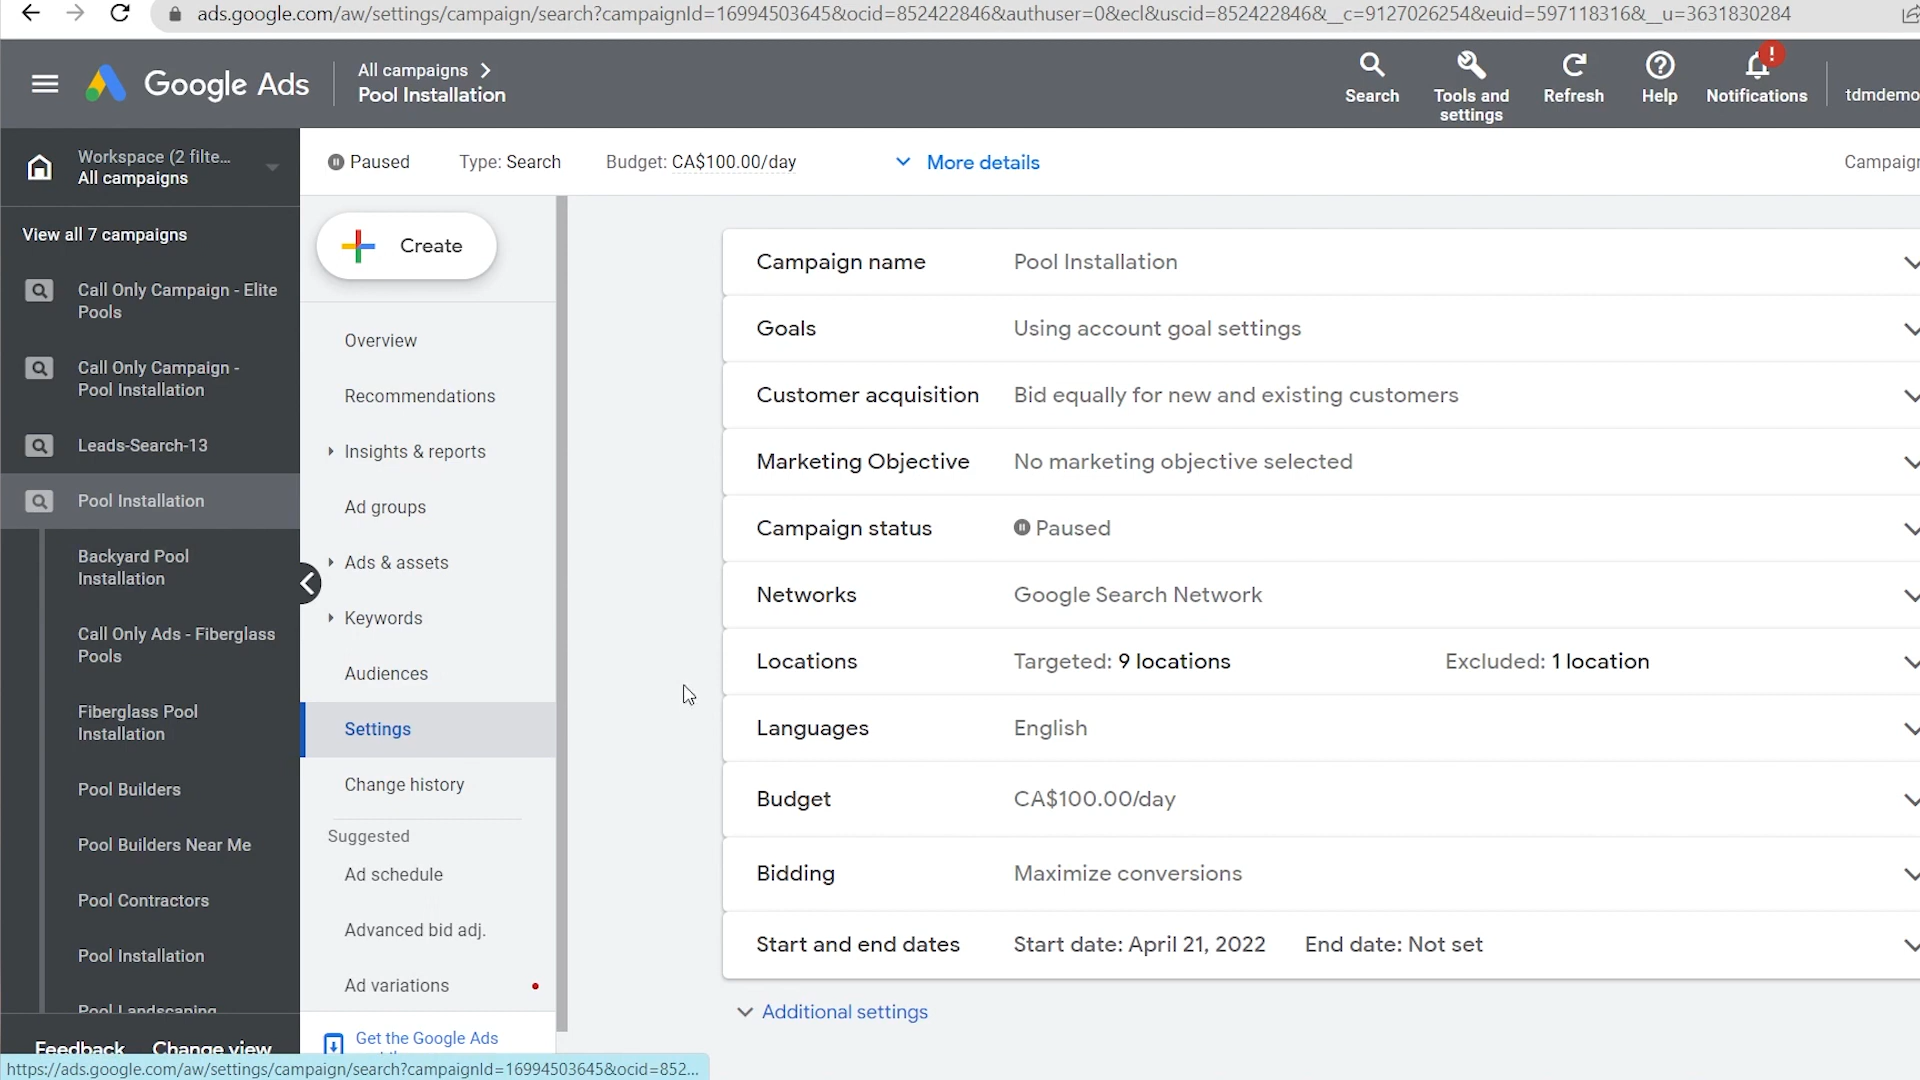 ads.google.com/aw/settings/campaign/search?campaignId=16994503645&ocid=852422846&authuser=0&ecl&uscid=852422846&__c=9127026254&euid=597118316&__u=3631830284
Google Ads
All campaigns
Pool Installation
Search
Tools and
settings
Refresh
Help
!
Notifications
tdmdemo
Workspace (2 filte...
All campaigns
Paused
Type: Search
Budget: CA$100.00/day
More details
Campaign
View all 7 campaigns
Call Only Campaign - Elite
Pools
Call Only Campaign -
Pool Installation
Leads-Search-13
Pool Installation
Backyard Pool
Installation
Call Only Ads - Fiberglass
Pools
Fiberglass Pool
Installation
Pool Builders
Pool Builders Near Me
Pool Contractors
Pool Installation
Pool Landscaping
Feedback
Change view
Create
Overview
Recommendations
Insights & reports
Ad groups
Ads & assets
Keywords
Audiences
Settings
Change history
Suggested
Ad schedule
Advanced bid adj.
Ad variations
Get the Google Ads
Campaign name Pool Installation
Goals Using account goal settings
Customer acquisition Bid equally for new and existing customers
Marketing Objective No marketing objective selected
Campaign status Paused
Networks Google Search Network
Locations Targeted: 9 locations Excluded: 1 location
Languages English
Budget CA$100.00/day
Bidding Maximize conversions
Start and end dates Start date: April 21, 2022 End date: Not set
Additional settings
https://ads.google.com/aw/settings/campaign/search?campaignId=16994503645&ocid=852...